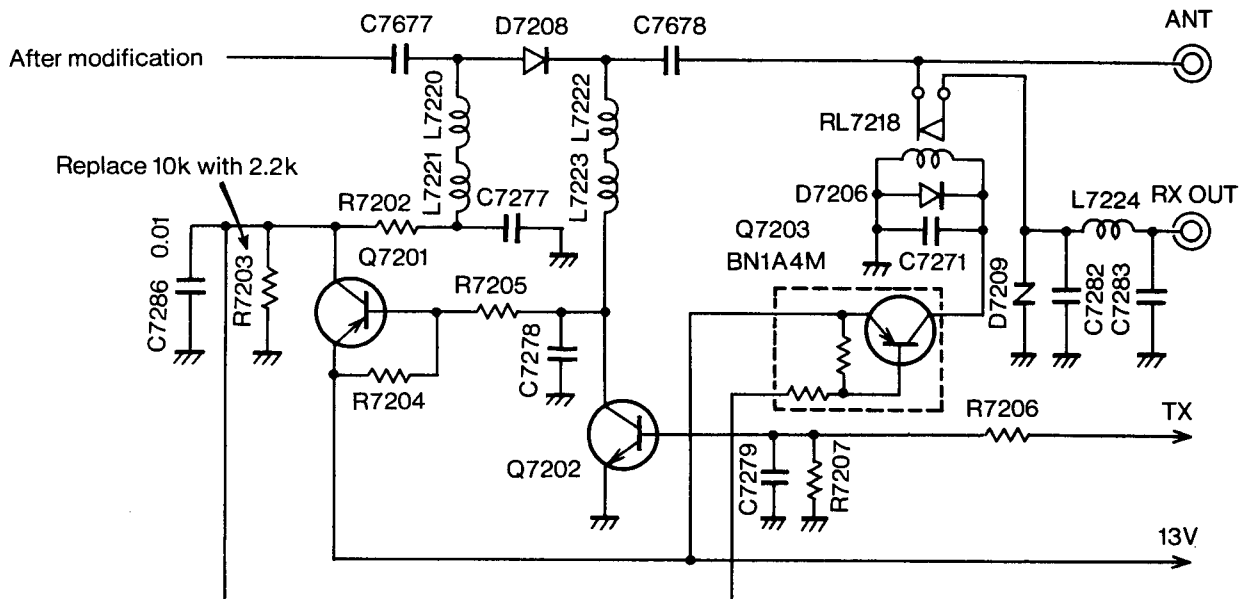 C7677
D7208
C7678
ANT
After modification
L7220
L7222
RL7218
Replace 10k with 2.2k
L7221
L7223
C7277
D7206
L7224
RX OUT
R7202
0.01
Q7201
Q7203
BN1A4M
C7271
C7286
R7203
R7205
D7209
C7282
C7283
C7278
R7204
R7206
TX
Q7202
C7279
R7207
13V